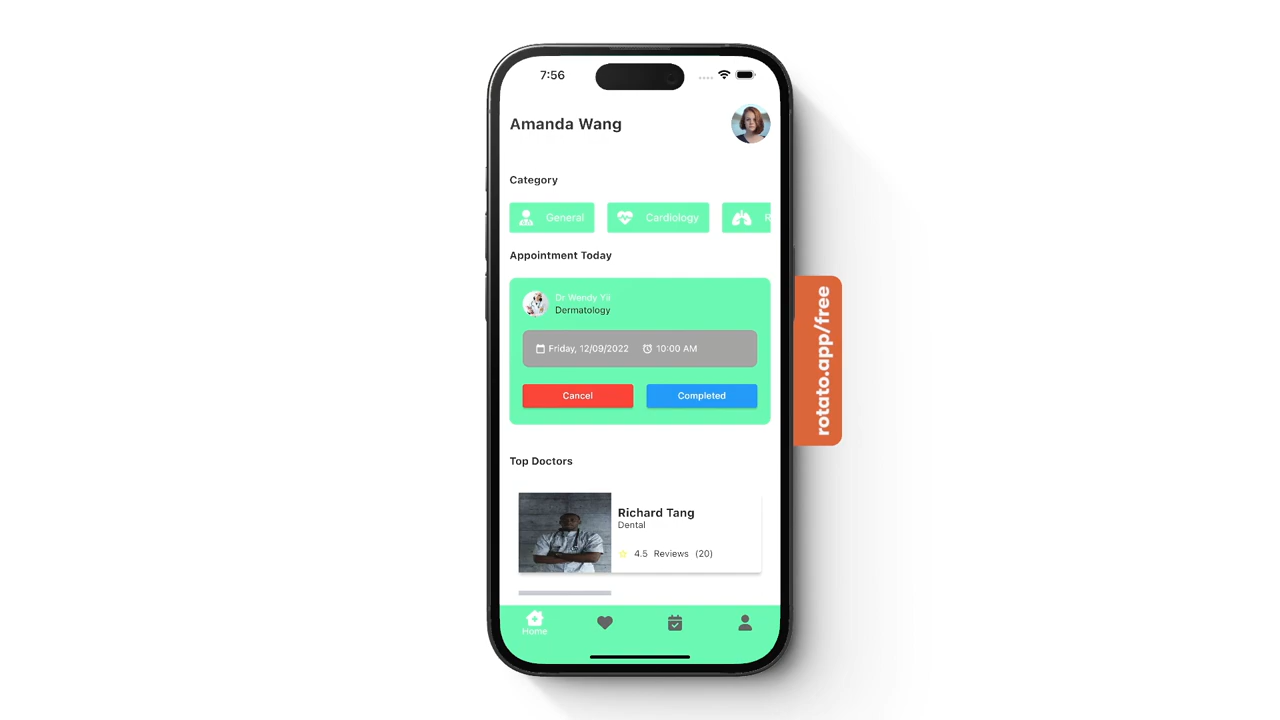 7:56
Amanda Wang
Category
General
Cardiology
R
Appointment Today
Dr Wendy Yii
Dermatology
Friday, 12/09/2022 10:00 AM
Cancel
Completed
Top Doctors
Richard Tang
Dental
4.5 Reviews (20)
Home
rotato.app/free